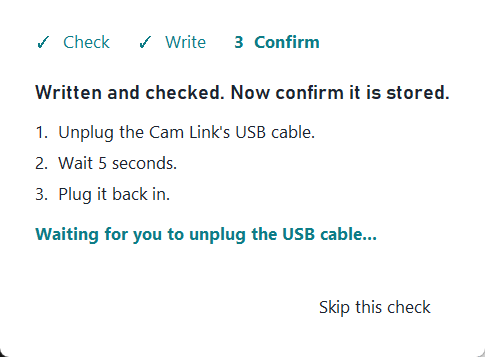 ✓ Check ✓ Write 3 Confirm
Written and checked. Now confirm it is stored.
1. Unplug the Cam Link's USB cable.
2. Wait 5 seconds.
3. Plug it back in.
Waiting for you to unplug the USB cable...
Skip this check